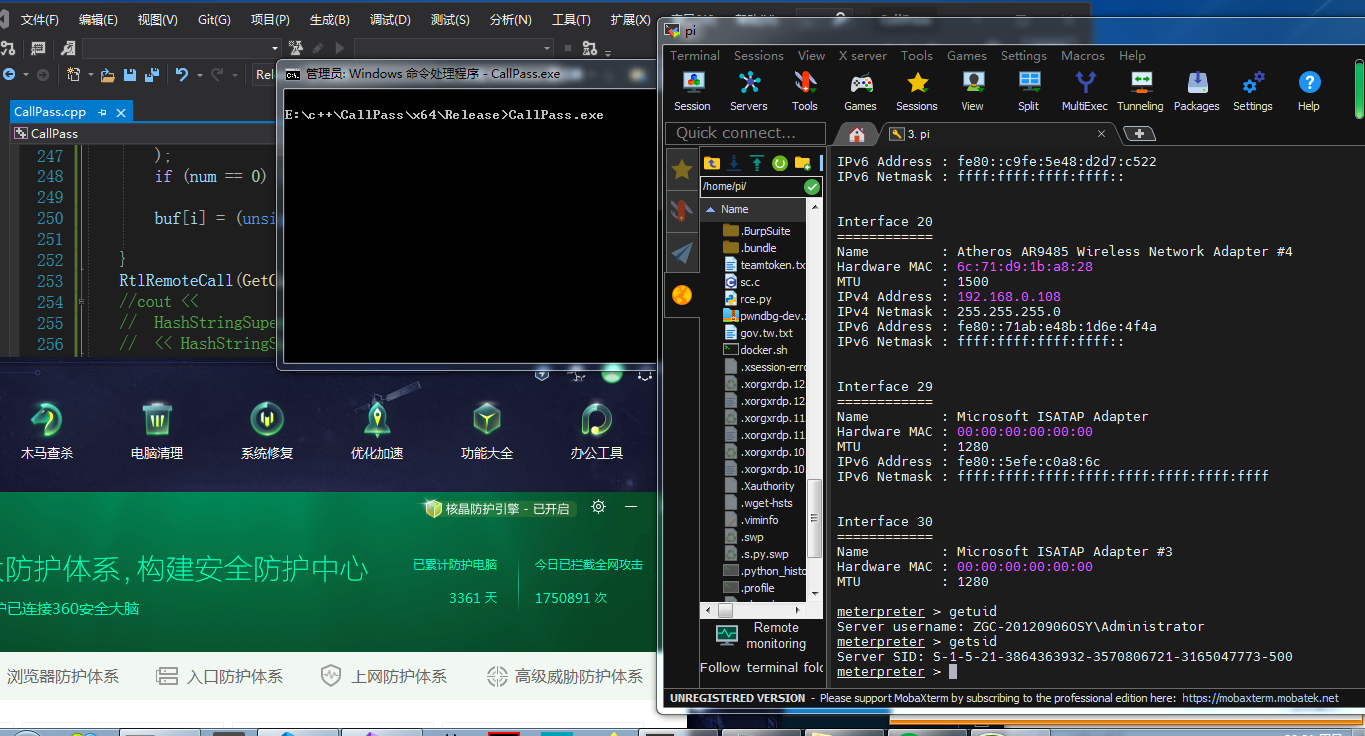 文件(F) 编辑(E) 视图(V) Git(G) 项目(P) 生成(B) 调试(D) 测试(S) 分析(N) 工具(T) 扩展(X)
Rel
CallPass.cpp
CallPass
247 );
248 if (num == 0)
249
250 buf[i] = (unsi
251
252 }
253 RtlRemoteCall(GetC
254 //cout <<
255 // HashStringSupe
256 // << HashStringS
管理员: Windows 命令处理程序 - CallPass.exe
E:\c++\CallPass\x64\Release>CallPass.exe
木马查杀 电脑清理 系统修复 优化加速 功能大全 办公工具
核晶防护引擎 - 已开启
防护体系, 构建安全防护中心
已累计防护电脑 今日已拦截全网攻击
3361 天 1750891 次
已连接360安全大脑
浏览器防护体系 入口防护体系 上网防护体系 高级威胁防护体系
pi
Terminal Sessions View X server Tools Games Settings Macros Help
Session Servers Tools Games Sessions View Split MultiExec Tunneling Packages Settings Help
Quick connect...
3. pi
/home/pi/
Name
.BurpSuite
.bundle
teamtoken.tx
sc.c
rce.py
pwndbg-dev.
gov.tw.txt
docker.sh
.xsession-erro
.xorgxrdp.12
.xorgxrdp.12
.xorgxrdp.11
.xorgxrdp.11
.xorgxrdp.10
.xorgxrdp.10
.Xauthority
.wget-hsts
.viminfo
.swp
.s.py.swp
.python_histo
.profile
Remote
monitoring
Follow terminal fold
IPv6 Address : fe80::c9fe:5e48:d2d7:c522
IPv6 Netmask : ffff:ffff:ffff:ffff::
Interface 20
============
Name : Atheros AR9485 Wireless Network Adapter #4
Hardware MAC : 6c:71:d9:1b:a8:28
MTU : 1500
IPv4 Address : 192.168.0.108
IPv4 Netmask : 255.255.255.0
IPv6 Address : fe80::71ab:e48b:1d6e:4f4a
IPv6 Netmask : ffff:ffff:ffff:ffff::
Interface 29
============
Name : Microsoft ISATAP Adapter
Hardware MAC : 00:00:00:00:00:00
MTU : 1280
IPv6 Address : fe80::5efe:c0a8:6c
IPv6 Netmask : ffff:ffff:ffff:ffff:ffff:ffff:ffff:ffff
Interface 30
============
Name : Microsoft ISATAP Adapter #3
Hardware MAC : 00:00:00:00:00:00
MTU : 1280
meterpreter > getuid
Server username: ZGC-20120906OSY\Administrator
meterpreter > getsid
Server SID: S-1-5-21-3864363932-3570806721-3165047773-500
meterpreter >
UNREGISTERED VERSION - Please support MobaXterm by subscribing to the professional edition here: https://mobaxterm.mobatek.net